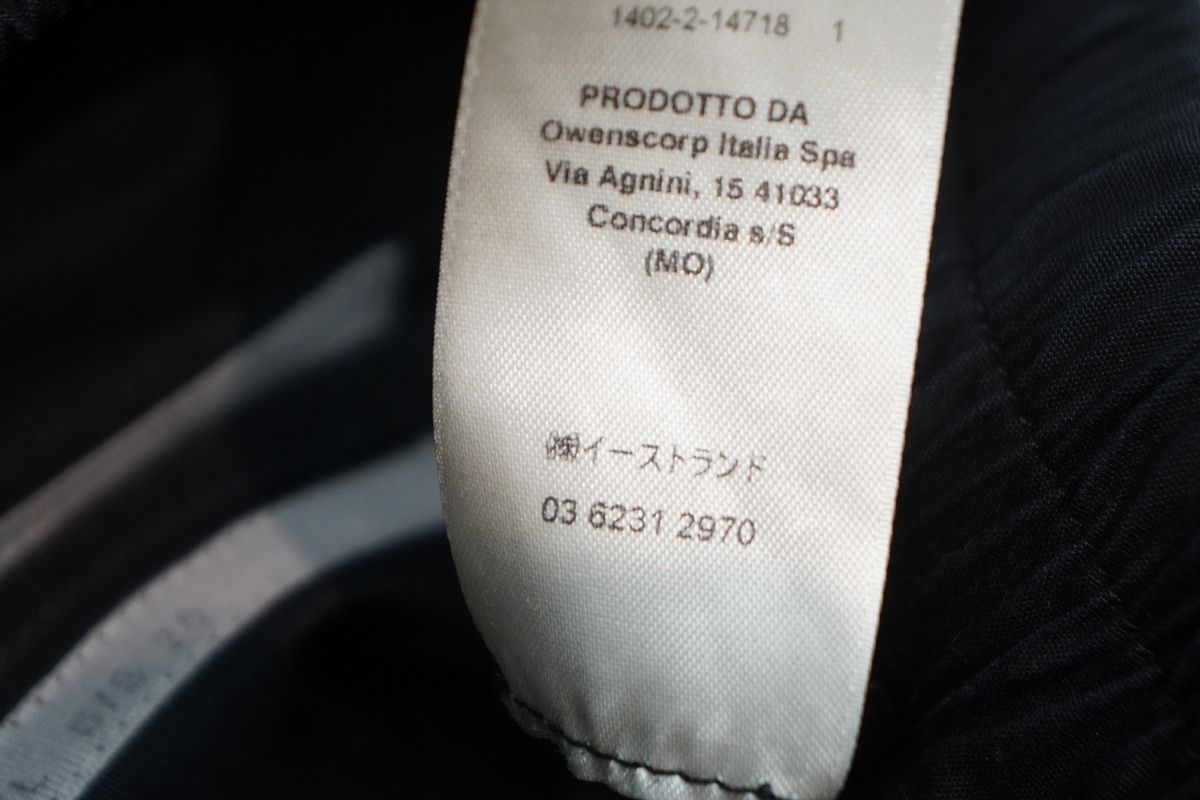 1402-2-14718 1
PRODOTTO DA
Owenscorp Italia Spa
Via Agnini, 15 41033
Concordia s/S
(MO)
㈱イーストランド
03 6231 2970